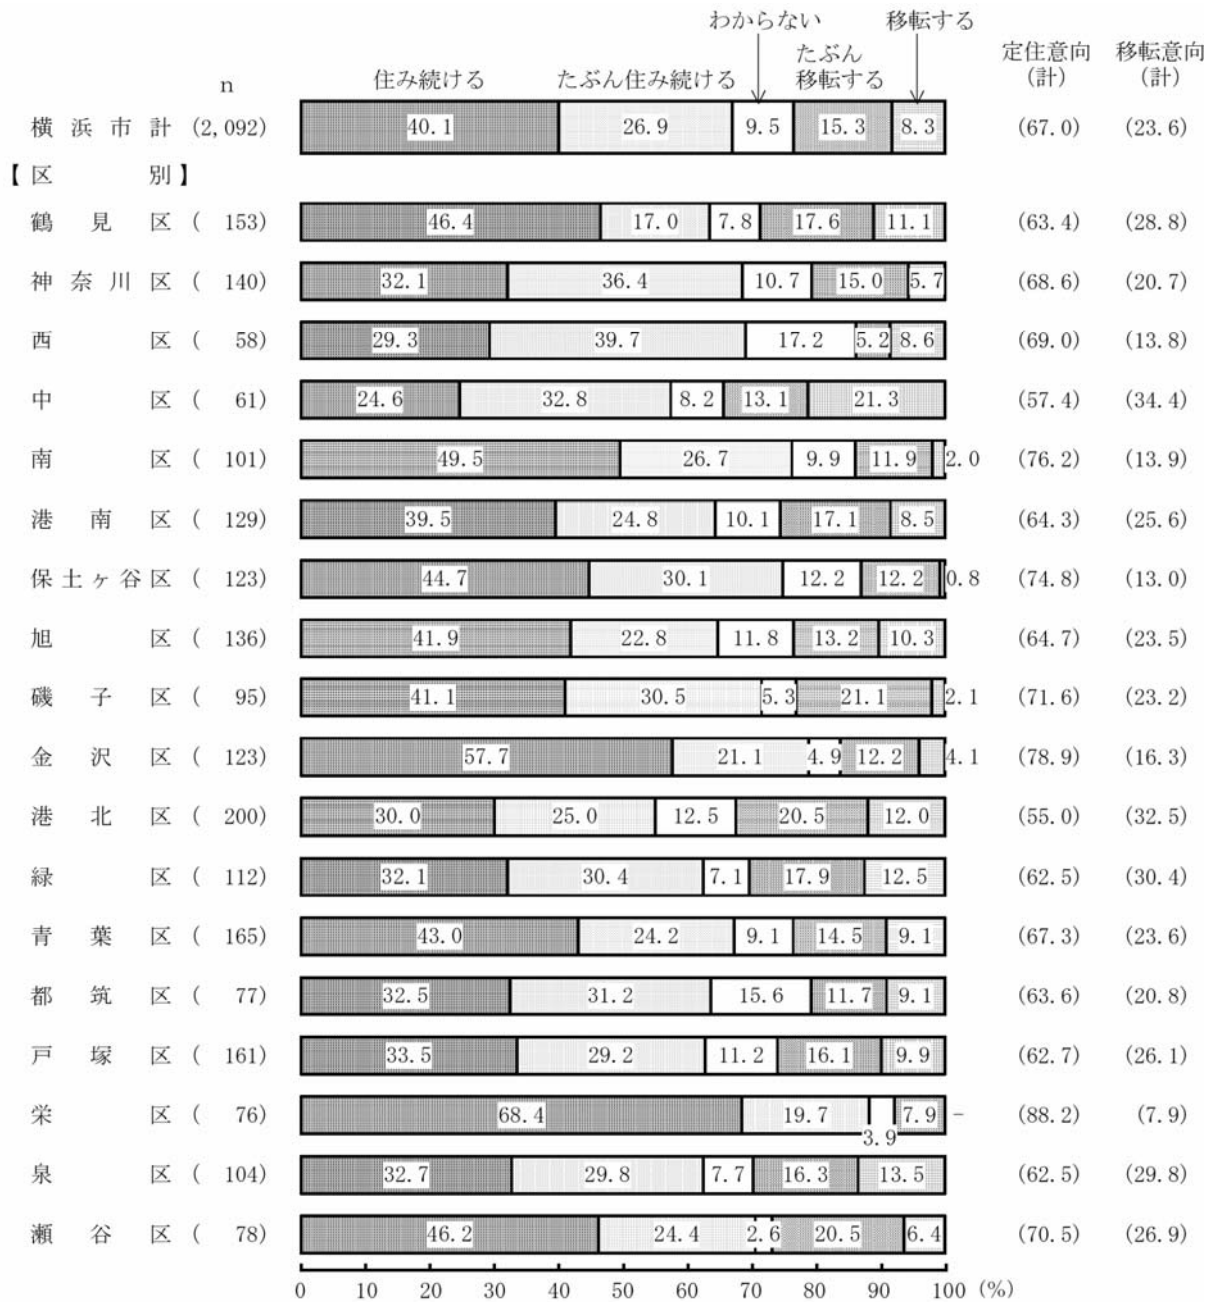 わからない 移転する
n 住み続ける たぶん住み続ける たぶん移転する 定住意向(計) 移転意向(計)
横浜市計 (2,092) 40.1 26.9 9.5 15.3 8.3 (67.0) (23.6)
【区別】
鶴見区 ( 153) 46.4 17.0 7.8 17.6 11.1 (63.4) (28.8)
神奈川区 ( 140) 32.1 36.4 10.7 15.0 5.7 (68.6) (20.7)
西区 ( 58) 29.3 39.7 17.2 5.2 8.6 (69.0) (13.8)
中区 ( 61) 24.6 32.8 8.2 13.1 21.3 (57.4) (34.4)
南区 ( 101) 49.5 26.7 9.9 11.9 2.0 (76.2) (13.9)
港南区 ( 129) 39.5 24.8 10.1 17.1 8.5 (64.3) (25.6)
保土ヶ谷区 ( 123) 44.7 30.1 12.2 12.2 0.8 (74.8) (13.0)
旭区 ( 136) 41.9 22.8 11.8 13.2 10.3 (64.7) (23.5)
磯子区 ( 95) 41.1 30.5 5.3 21.1 2.1 (71.6) (23.2)
金沢区 ( 123) 57.7 21.1 4.9 12.2 4.1 (78.9) (16.3)
港北区 ( 200) 30.0 25.0 12.5 20.5 12.0 (55.0) (32.5)
緑区 ( 112) 32.1 30.4 7.1 17.9 12.5 (62.5) (30.4)
青葉区 ( 165) 43.0 24.2 9.1 14.5 9.1 (67.3) (23.6)
都筑区 ( 77) 32.5 31.2 15.6 11.7 9.1 (63.6) (20.8)
戸塚区 ( 161) 33.5 29.2 11.2 16.1 9.9 (62.7) (26.1)
栄区 ( 76) 68.4 19.7 3.9 7.9 - (88.2) (7.9)
泉区 ( 104) 32.7 29.8 7.7 16.3 13.5 (62.5) (29.8)
瀬谷区 ( 78) 46.2 24.4 2.6 20.5 6.4 (70.5) (26.9)
0 10 20 30 40 50 60 70 80 90 100 (%)